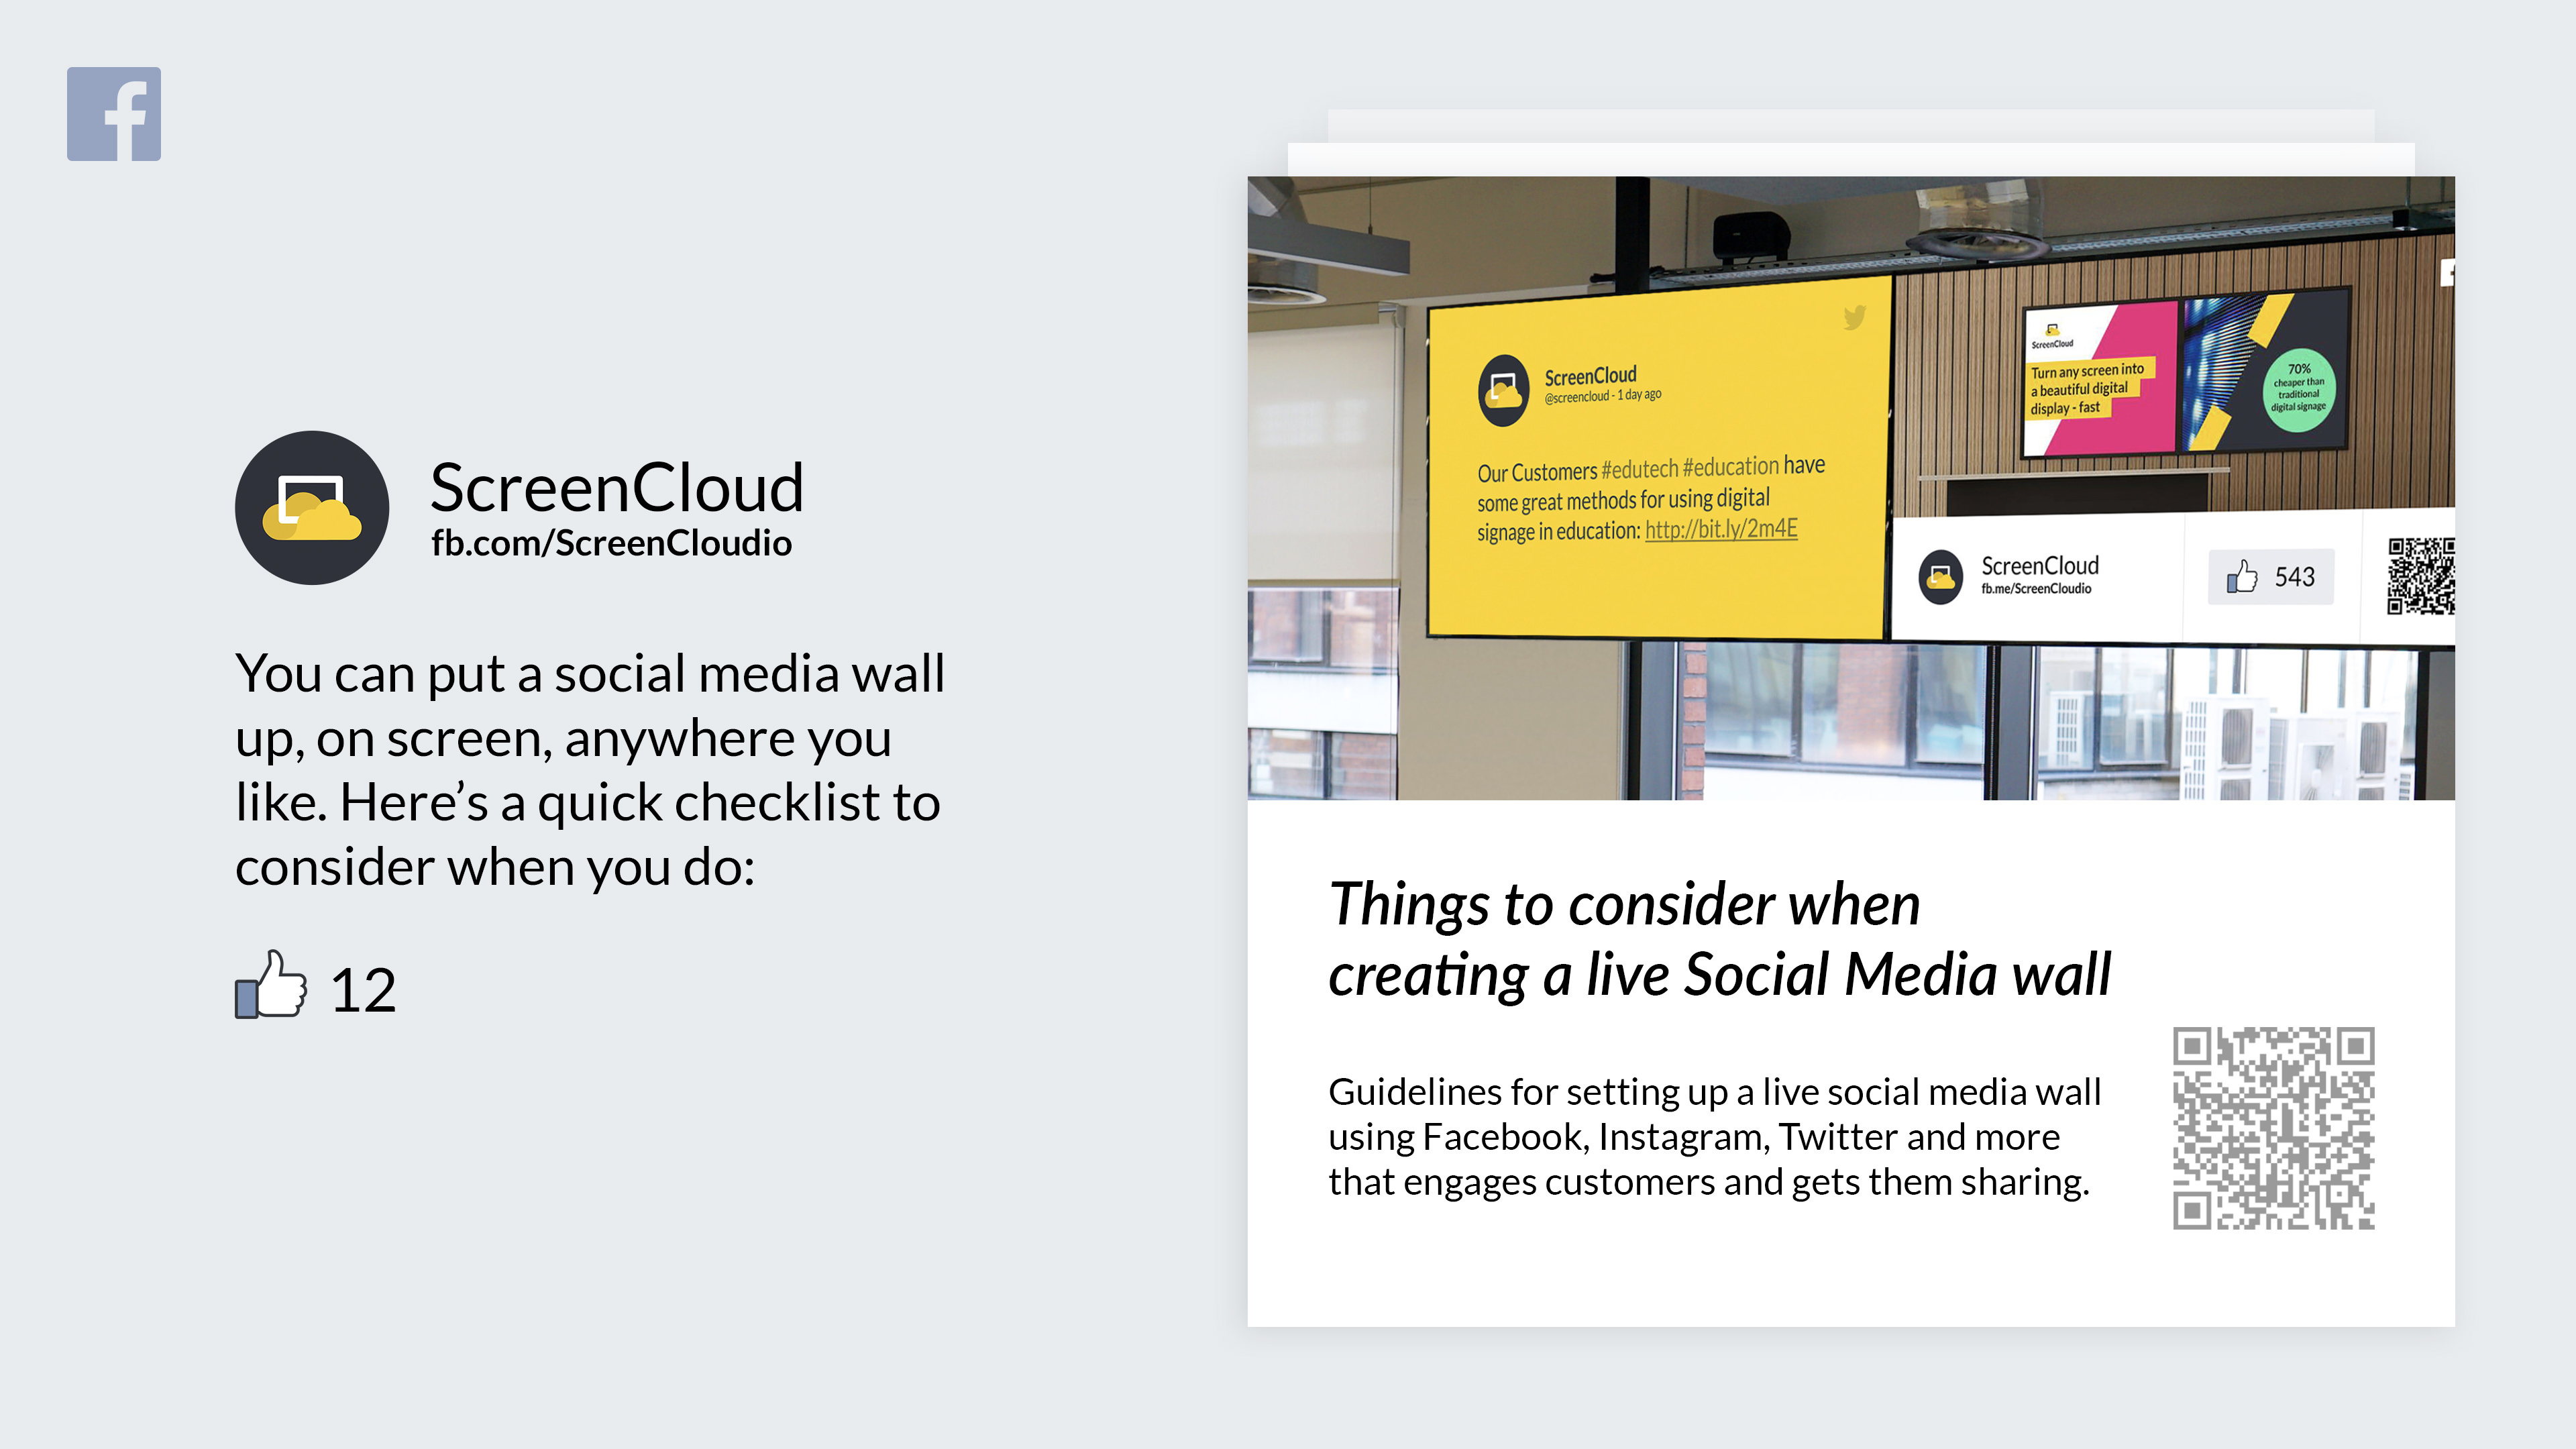 ScreenCloud
fb.com/ScreenCloudio
You can put a social media wall
up, on screen, anywhere you
like. Here’s a quick checklist to
consider when you do:
12
ScreenCloud
@screencloud - 1 day ago
Our Customers #edutech #education have
some great methods for using digital
signage in education: http://bit.ly/2m4E
ScreenCloud
Turn any screen into
a beautiful digital
display - fast
70%
cheaper than
traditional
digital signage
ScreenCloud
fb.me/ScreenCloudio
543
Things to consider when
creating a live Social Media wall
Guidelines for setting up a live social media wall
using Facebook, Instagram, Twitter and more
that engages customers and gets them sharing.